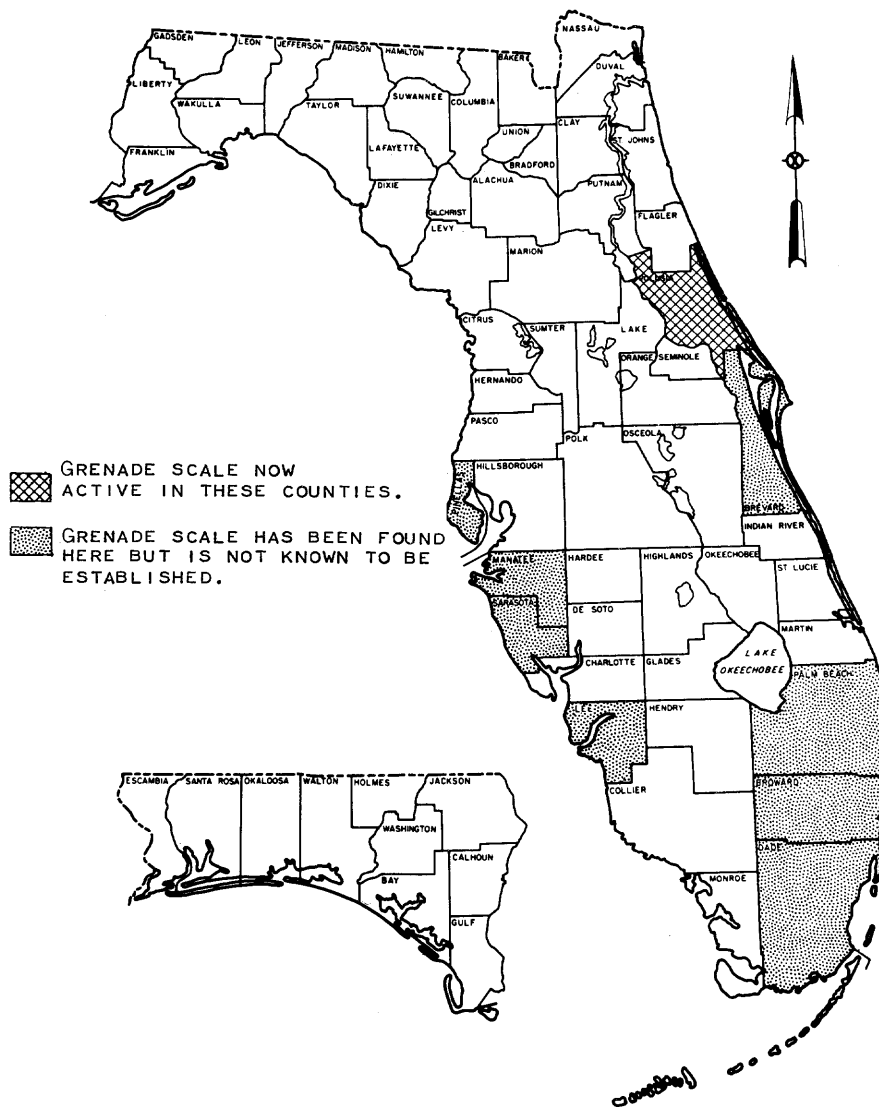 NASSAU
GADSDEN
LEON
JEFFERSON
MADISON
HAMILTON
BAKER
DUVAL
LIBERTY
WAKULLA
TAYLOR
SUWANNEE
COLUMBIA
UNION
CLAY
ST JOHNS
FRANKLIN
LAFAYETTE
BRADFORD
DIXIE
ALACHUA
PUTNAM
GILCHRIST
FLAGLER
LEVY
MARION
VOLUSIA
CITRUS
SUMTER
LAKE
ORANGE
SEMINOLE
HERNANDO
PASCO
POLK
OSCEOLA
GRENADE SCALE NOW
ACTIVE IN THESE COUNTIES.
HILLSBOROUGH
PINELLAS
BREVARD
INDIAN RIVER
GRENADE SCALE HAS BEEN FOUND
HERE BUT IS NOT KNOWN TO BE
ESTABLISHED.
MANATEE
HARDEE
HIGHLANDS
OKEECHOBEE
ST LUCIE
SARASOTA
DE SOTO
MARTIN
CHARLOTTE
GLADES
LAKE
OKEECHOBEE
PALM BEACH
LEE
HENDRY
ESCAMBIA
SANTA ROSA
OKALOOSA
WALTON
HOLMES
JACKSON
COLLIER
BROWARD
WASHINGTON
DADE
CALHOUN
BAY
MONROE
GULF